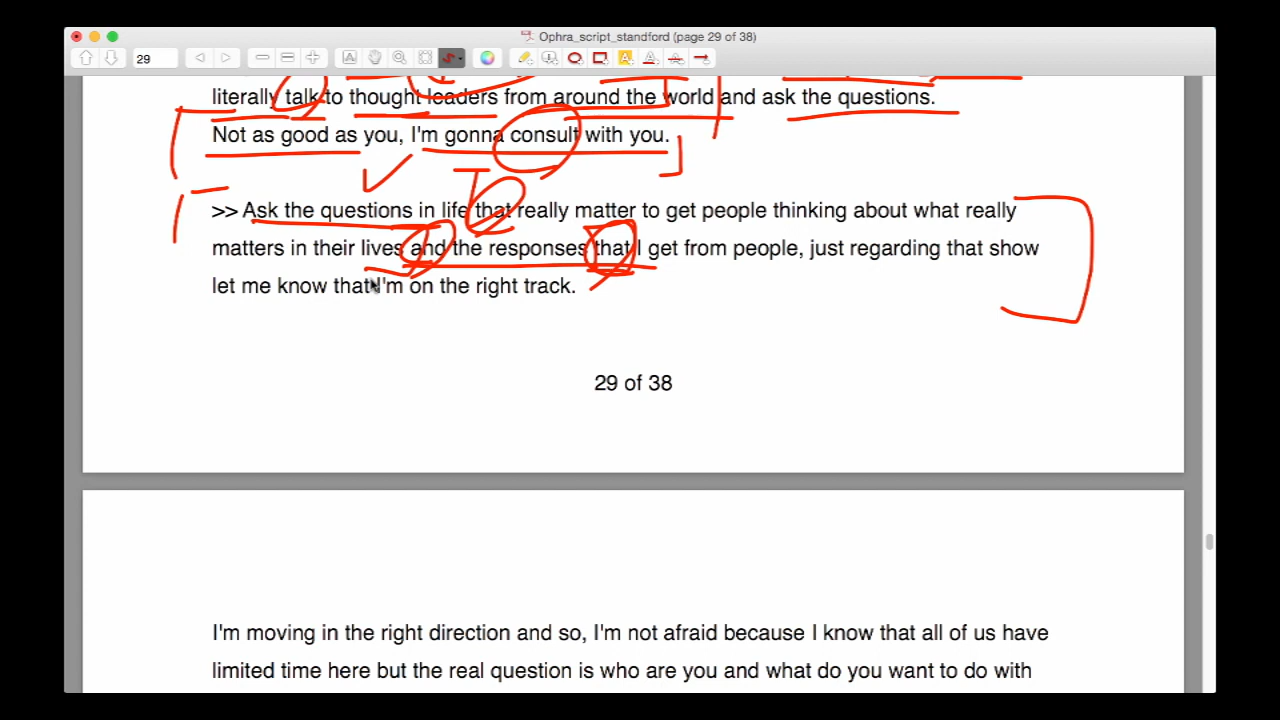 Ophra_script_standford (page 29 of 38)
29
literally talk to thought leaders from around the world and ask the questions.
Not as good as you, I'm gonna consult with you.
>> Ask the questions in life that really matter to get people thinking about what really
matters in their lives and the responses that I get from people, just regarding that show
let me know that I'm on the right track.
29 of 38
I'm moving in the right direction and so, I'm not afraid because I know that all of us have
limited time here but the real question is who are you and what do you want to do with